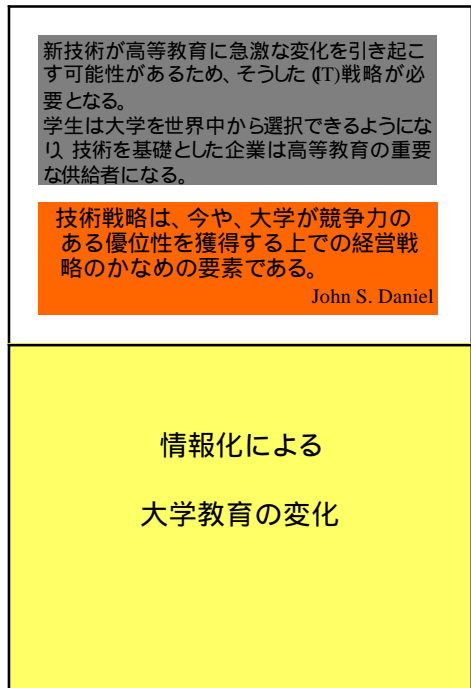 新技術が高等教育に急激な変化を引き起こ
す可能性があるため、そうした(IT)戦略が必
要となる。
学生は大学を世界中から選択できるようにな
り、技術を基礎とした企業は高等教育の重要
な供給者になる。
技術戦略は、今や、大学が競争力の
ある優位性を獲得する上での経営戦
略のかなめの要素である。
John S. Daniel
情報化による
大学教育の変化